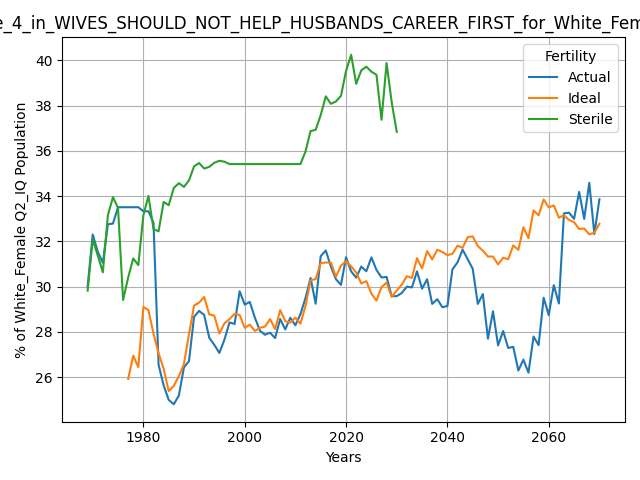 e_4_in_WIVES_SHOULD_NOT_HELP_HUSBANDS_CAREER_FIRST_for_White_Fem
Fertility
Actual
Ideal
Sterile
% of White_Female Q2_IQ Population
40
38
36
34
32
30
28
26
1980
2000
2020
2040
2060
Years